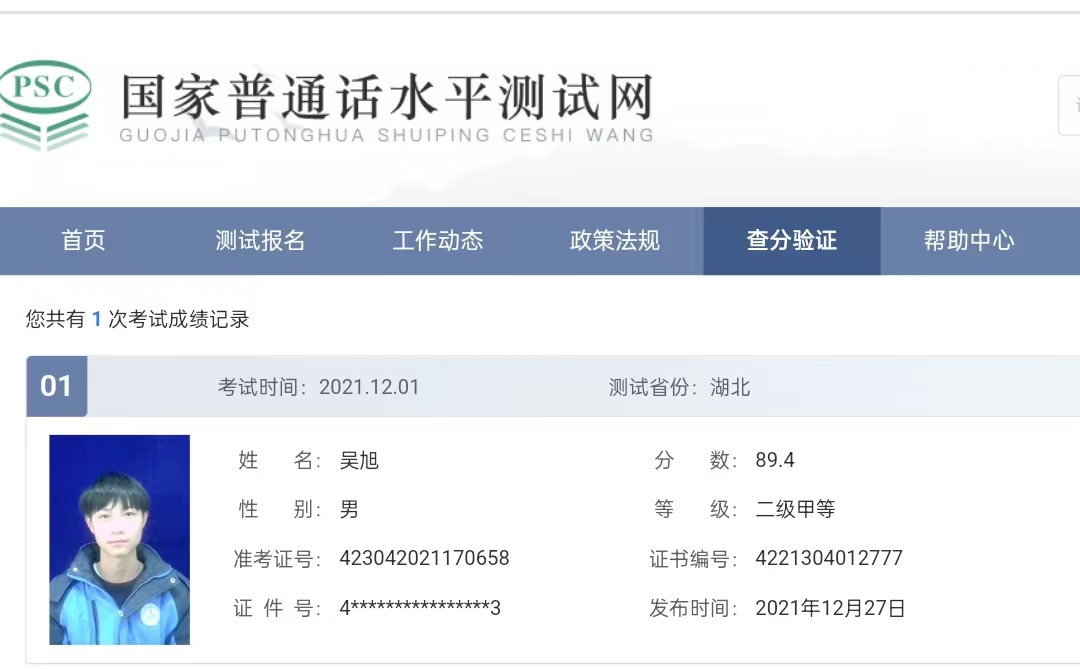 PSC
国家普通话水平测试网
GUOJIA PUTONGHUA SHUIPING CESHI WANG
首页 测试报名 工作动态 政策法规 查分验证 帮助中心
您共有 1 次考试成绩记录
01 考试时间：2021.12.01 测试省份：湖北
姓 名：吴旭 分 数：89.4
性 别：男 等 级：二级甲等
准考证号：423042021170658 证书编号：4221304012777
证 件 号：4****************3 发布时间：2021年12月27日